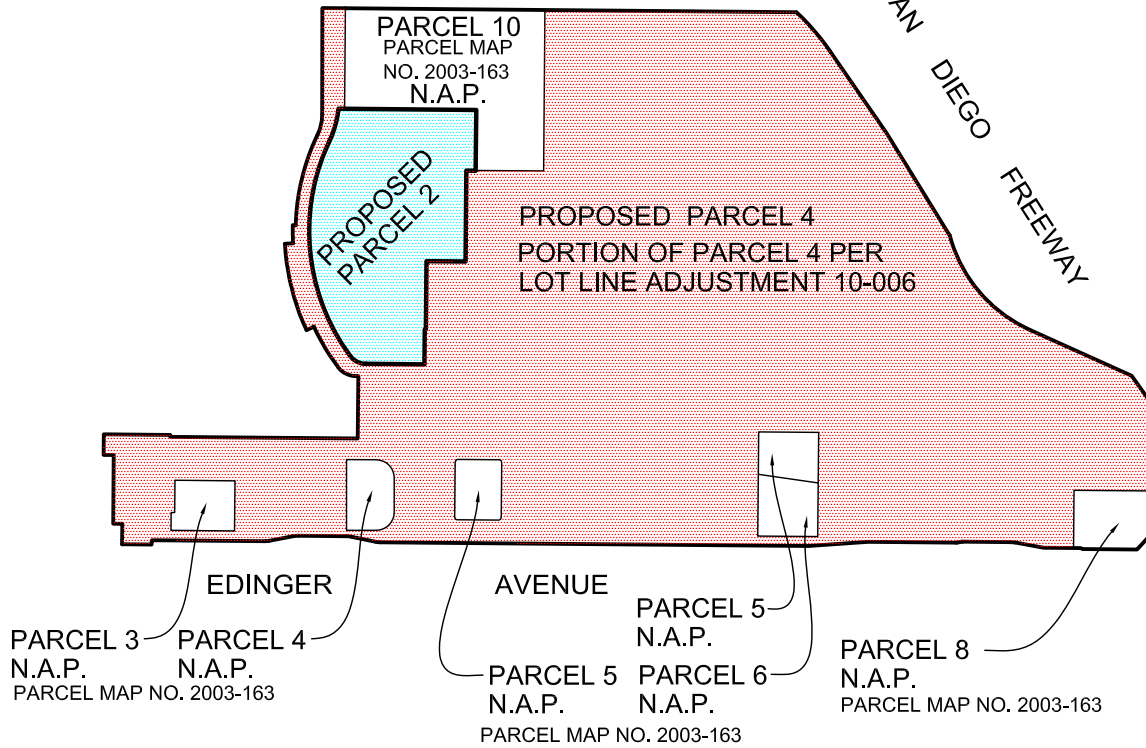 PARCEL 10
PARCEL MAP
NO. 2003-163
N.A.P.
AN DIEGO FREEWAY
PROPOSED
PARCEL 2
PROPOSED PARCEL 4
PORTION OF PARCEL 4 PER
LOT LINE ADJUSTMENT 10-006
EDINGER AVENUE
PARCEL 3
N.A.P.
PARCEL 4
N.A.P.
PARCEL MAP NO. 2003-163
PARCEL 5
N.A.P.
PARCEL 5
N.A.P.
PARCEL 6
N.A.P.
PARCEL MAP NO. 2003-163
PARCEL 8
N.A.P.
PARCEL MAP NO. 2003-163